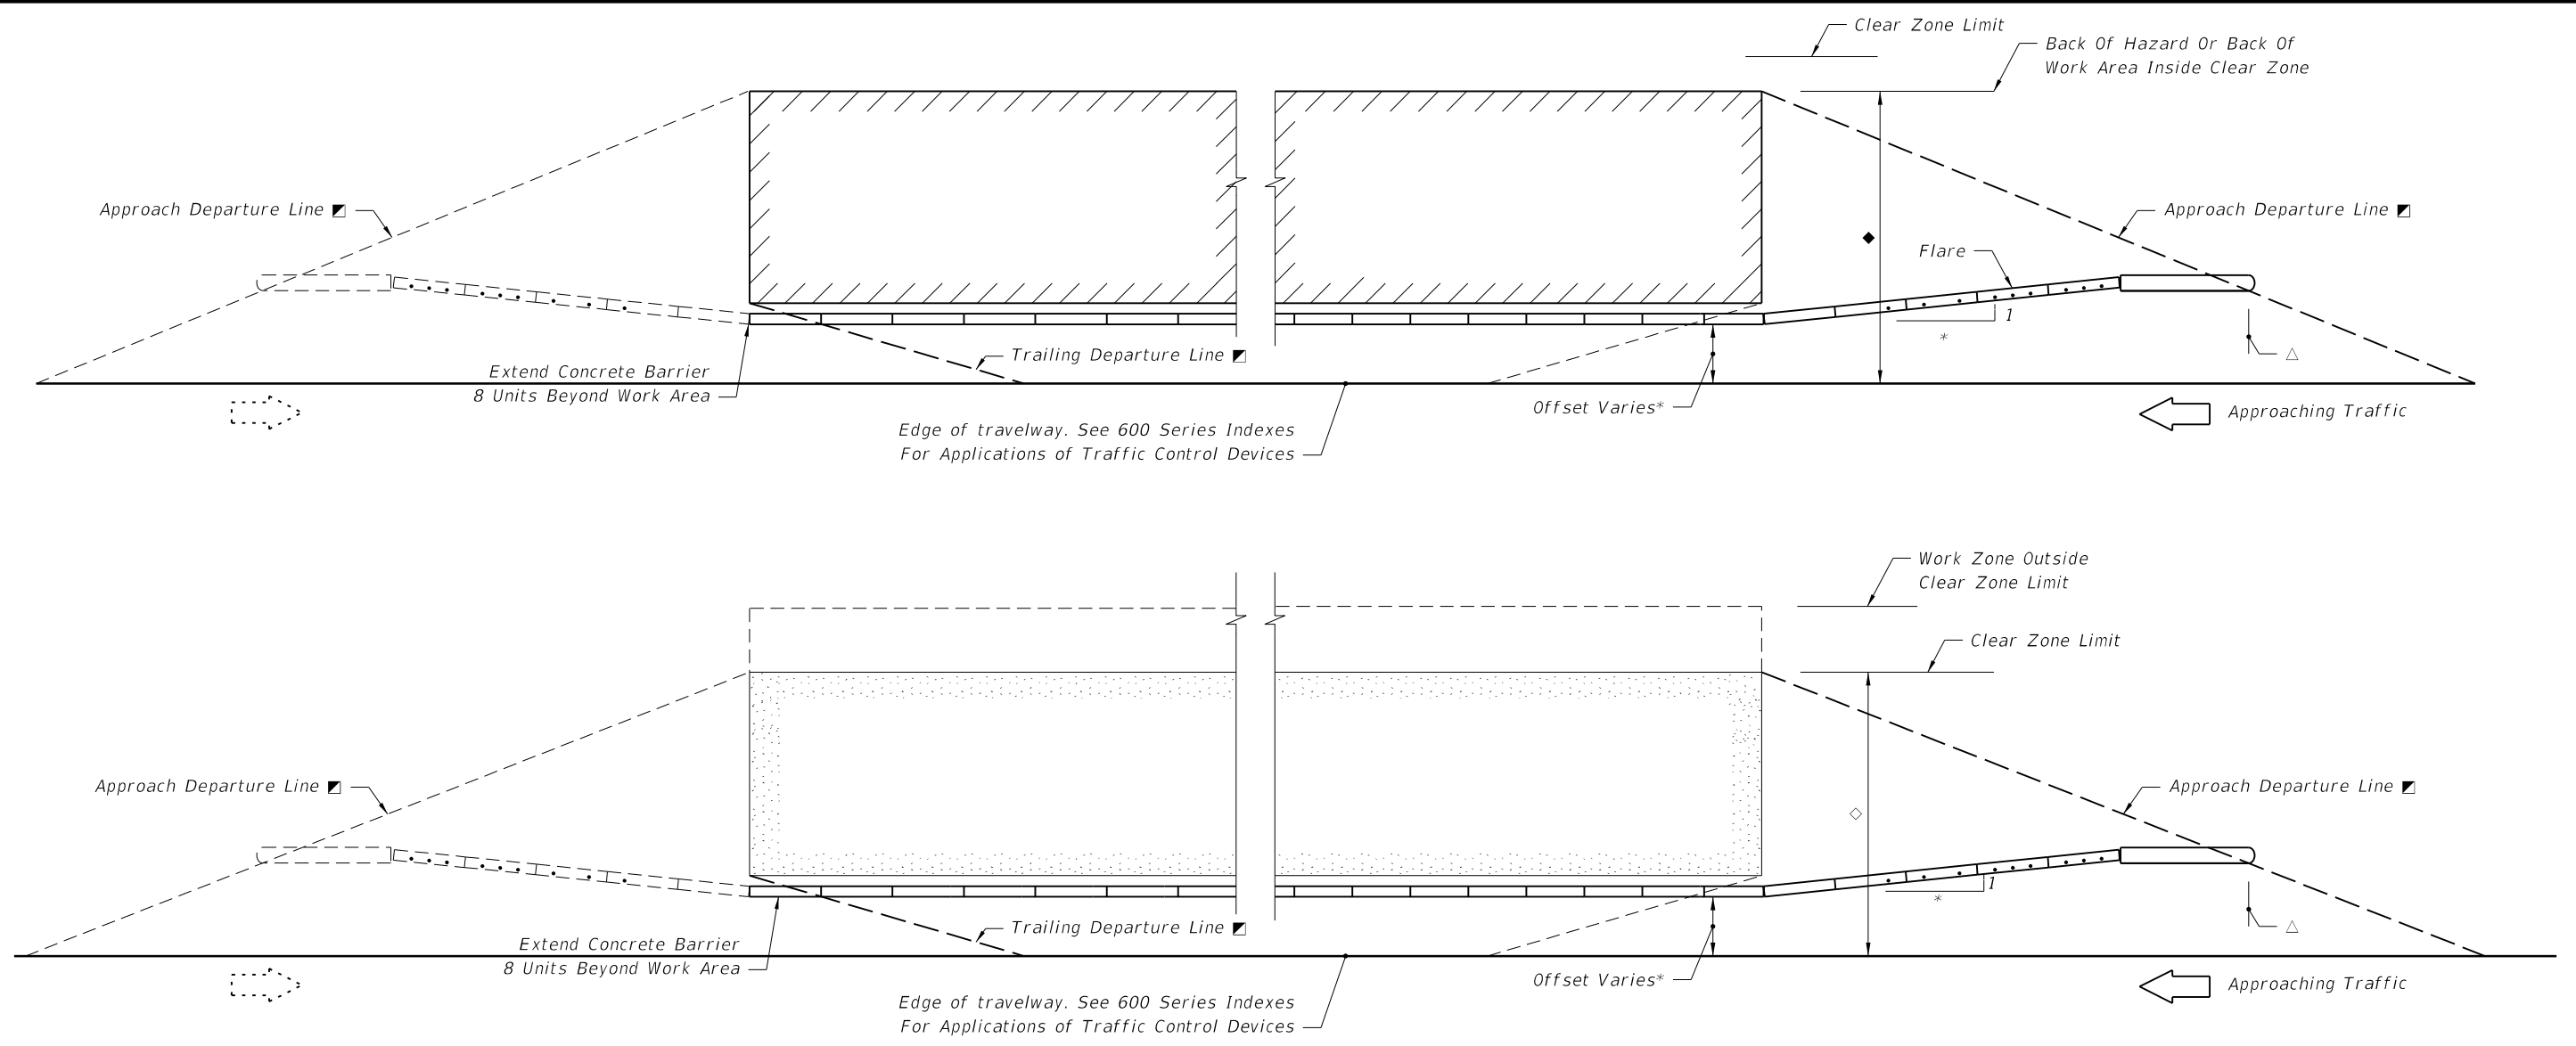 Clear Zone Limit
Back Of Hazard Or Back Of
Work Area Inside Clear Zone
Approach Departure Line
Approach Departure Line
Flare
1
*
Trailing Departure Line
△
Extend Concrete Barrier
8 Units Beyond Work Area
Offset Varies*
Approaching Traffic
Edge of travelway. See 600 Series Indexes
For Applications of Traffic Control Devices
Work Zone Outside
Clear Zone Limit
Clear Zone Limit
Approach Departure Line
Approach Departure Line
1
*
Trailing Departure Line
△
Extend Concrete Barrier
8 Units Beyond Work Area
Offset Varies*
Approaching Traffic
Edge of travelway. See 600 Series Indexes
For Applications of Traffic Control Devices